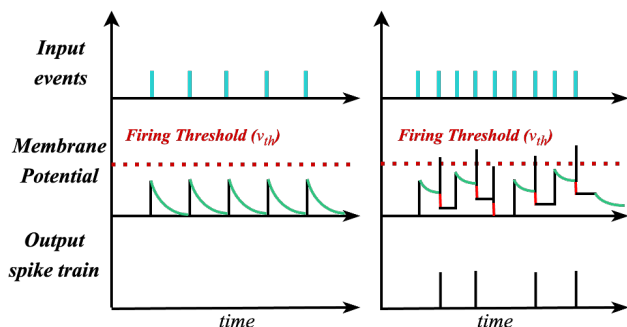 Input
events
Firing Threshold (vth)
Firing Threshold (vth)
Membrane
Potential
Output
spike train
time
time